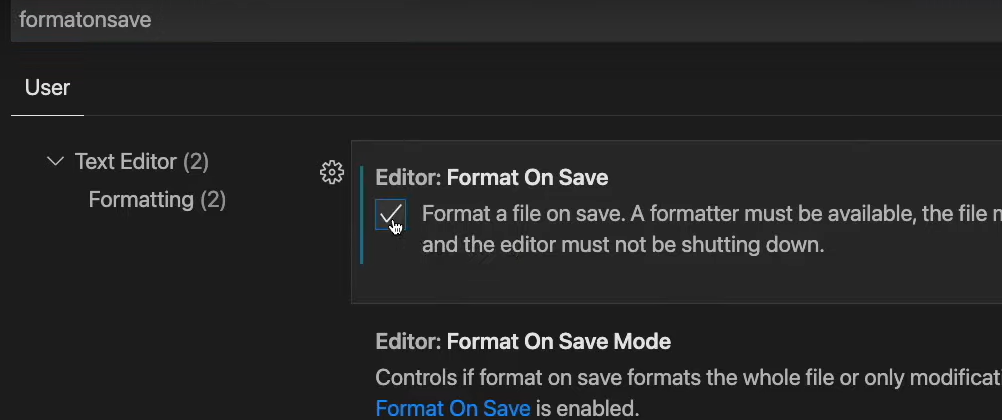 formatonsave
User
Text Editor (2)
Formatting (2)
Editor: Format On Save
Format a file on save. A formatter must be available, the file
and the editor must not be shutting down.
Editor: Format On Save Mode
Controls if format on save formats the whole file or only modificat
Format On Save is enabled.